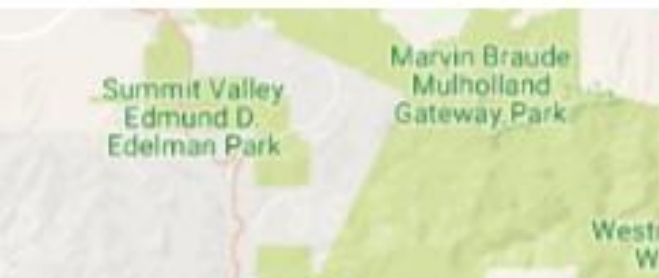 Summit Valley
Edmund D.
Edelman Park
Marvin Braude
Mulholland
Gateway Park